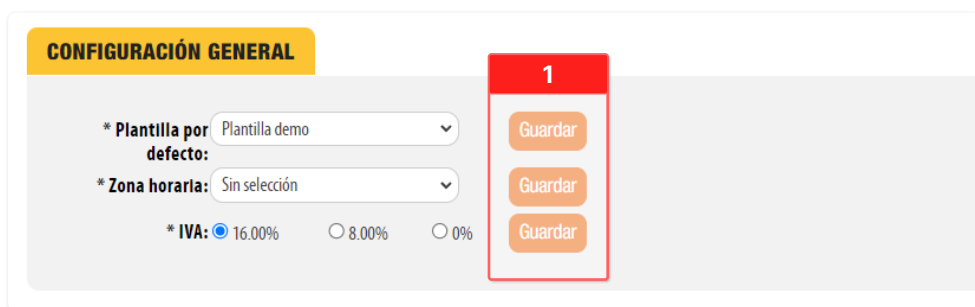 CONFIGURACIÓN GENERAL
1
* Plantilla por Plantilla demo Guardar
defecto:
* Zona horaria: Sin selección Guardar
* IVA: 16.00% 8.00% 0% Guardar